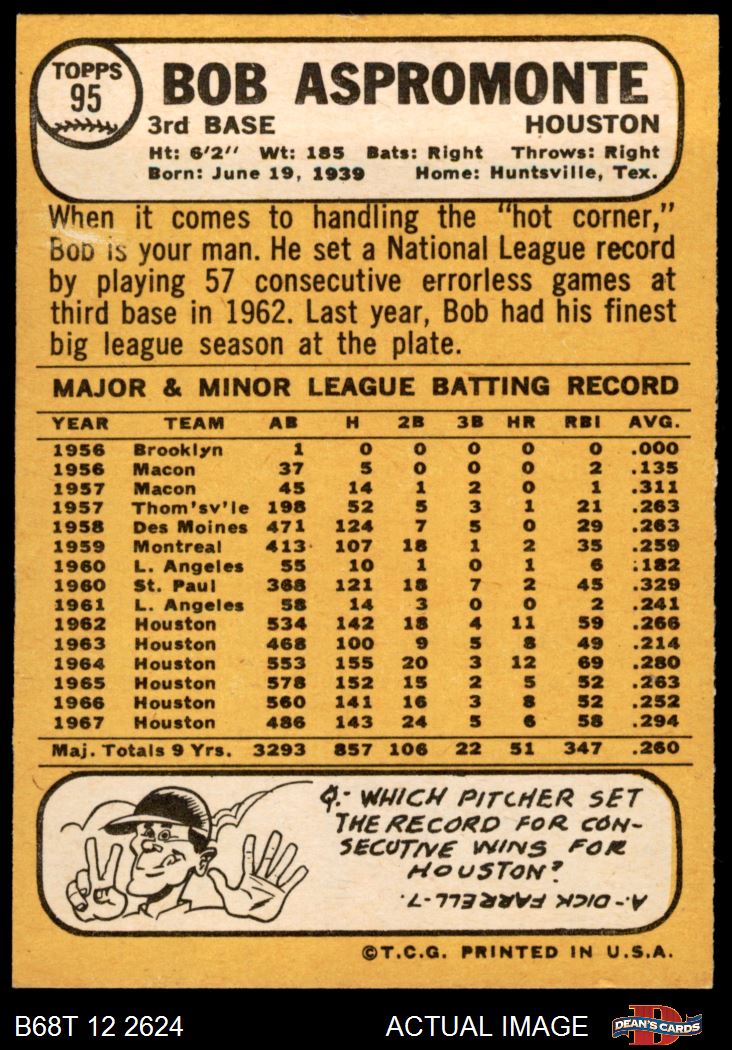 TOPPS
95
BOB ASPROMONTE
3rd BASE HOUSTON
Ht: 6'2'' Wt: 185 Bats: Right Throws: Right
Born: June 19, 1939 Home: Huntsville, Tex.
When it comes to handling the "hot corner,"
Bob is your man. He set a National League record
by playing 57 consecutive errorless games at
third base in 1962. Last year, Bob had his finest
big league season at the plate.
MAJOR & MINOR LEAGUE BATTING RECORD
YEAR TEAM AB H 2B 3B HR RBI AVG.
1956 Brooklyn 1 0 0 0 0 0 .000
1956 Macon 37 5 0 0 0 2 .135
1957 Macon 45 14 1 2 0 1 .311
1957 Thom'sv'le 198 52 5 3 1 21 .263
1958 Des Moines 471 124 7 5 0 29 .263
1959 Montreal 413 107 18 1 2 35 .259
1960 L. Angeles 55 10 1 0 1 6 .182
1960 St. Paul 368 121 18 7 2 45 .329
1961 L. Angeles 58 14 3 0 0 2 .241
1962 Houston 534 142 18 4 11 59 .266
1963 Houston 468 100 9 5 8 49 .214
1964 Houston 553 155 20 3 12 69 .280
1965 Houston 578 152 15 2 5 52 .263
1966 Houston 560 141 16 3 8 52 .252
1967 Houston 486 143 24 5 6 58 .294
Maj. Totals 9 Yrs. 3293 857 106 22 51 347 .260
Q.- WHICH PITCHER SET
THE RECORD FOR CON-
SECUTIVE WINS FOR
HOUSTON?
A.- DICK FARRELL-7.
©T.C.G. PRINTED IN U.S.A.
B68T 12 2624 ACTUAL IMAGE DEAN'S CARDS